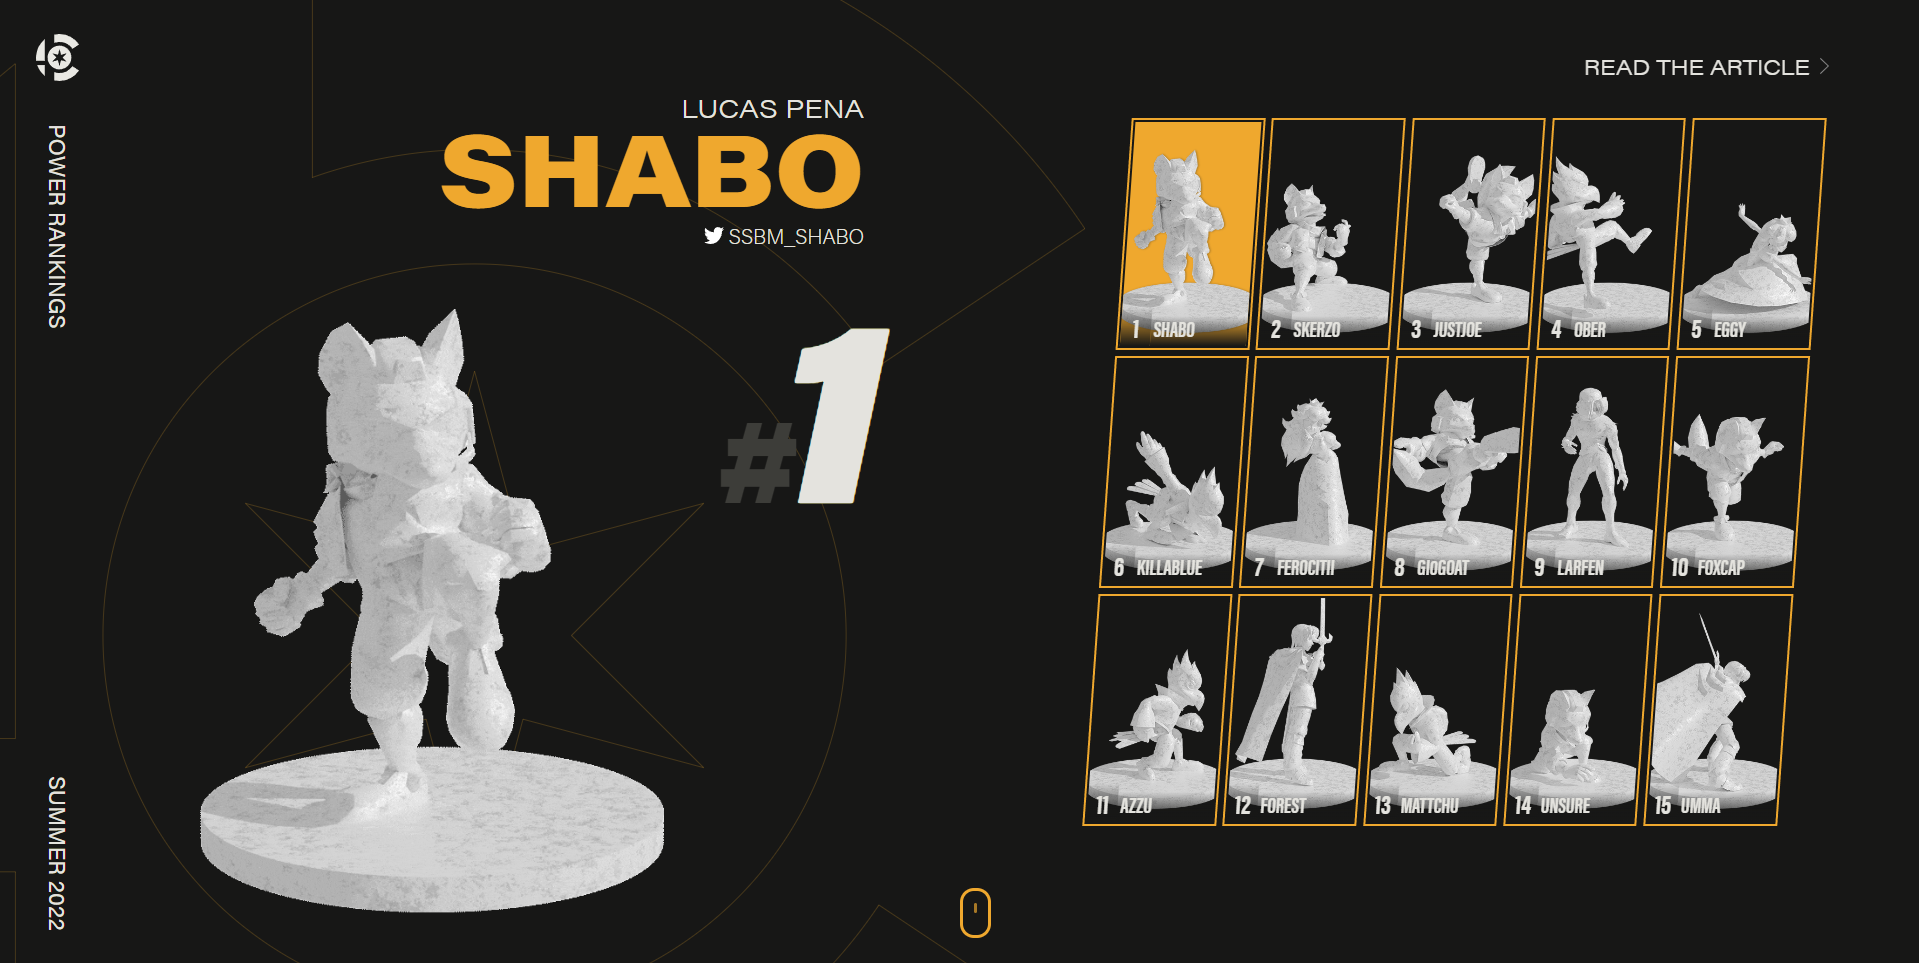 POWER RANKINGS
SUMMER 2022
LUCAS PENA
SHABO
SSBM_SHABO
#1
READ THE ARTICLE
1 SHABO
2 SKERZO
3 JUSTJOE
4 OBER
5 EGGY
6 KILLABLUE
7 FEROCITII
8 GI0GOAT
9 LARFEN
10 FOXCAP
11 AZZU
12 FOREST
13 MATTCHU
14 UNSURE
15 UMMA